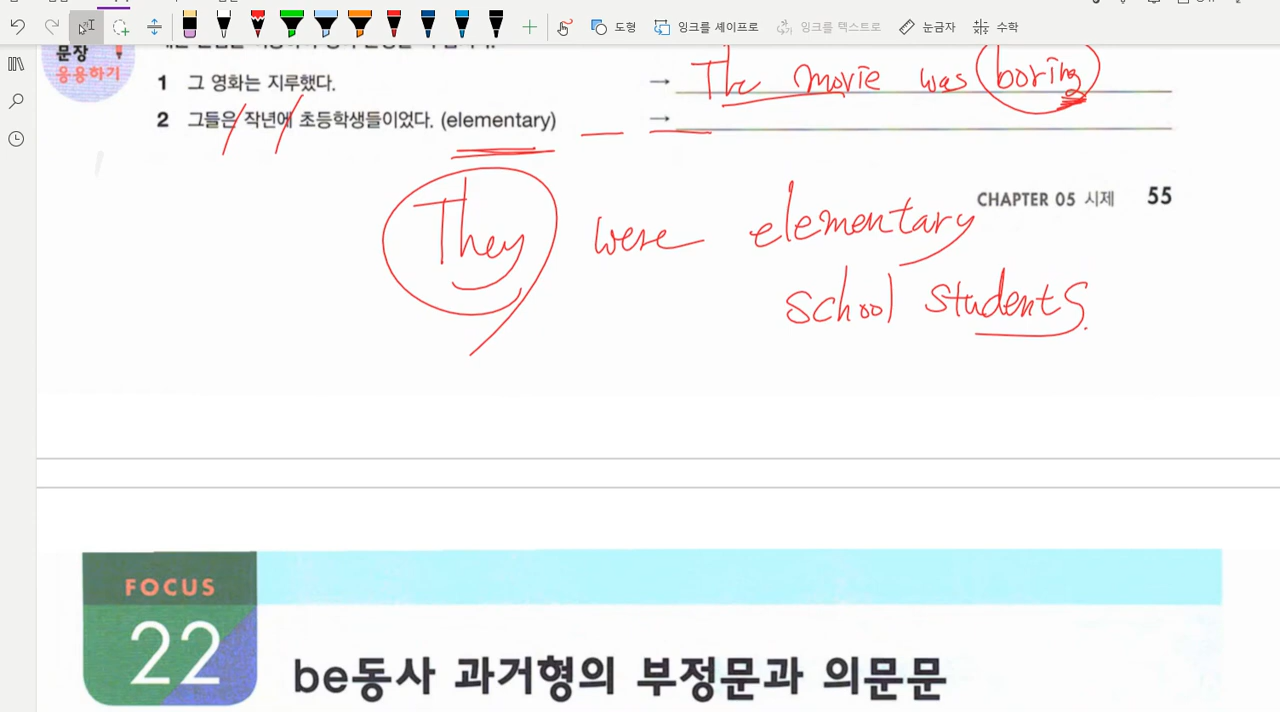 도형
잉크를 셰이프로
잉크를 텍스트로
눈금자
수학
문장
응용하기
1 그 영화는 지루했다. → The movie was boring
2 그들은 작년에 초등학생들이었다. (elementary) →
They were elementary
school students.
CHAPTER 05 시제 55
FOCUS
22
be동사 과거형의 부정문과 의문문